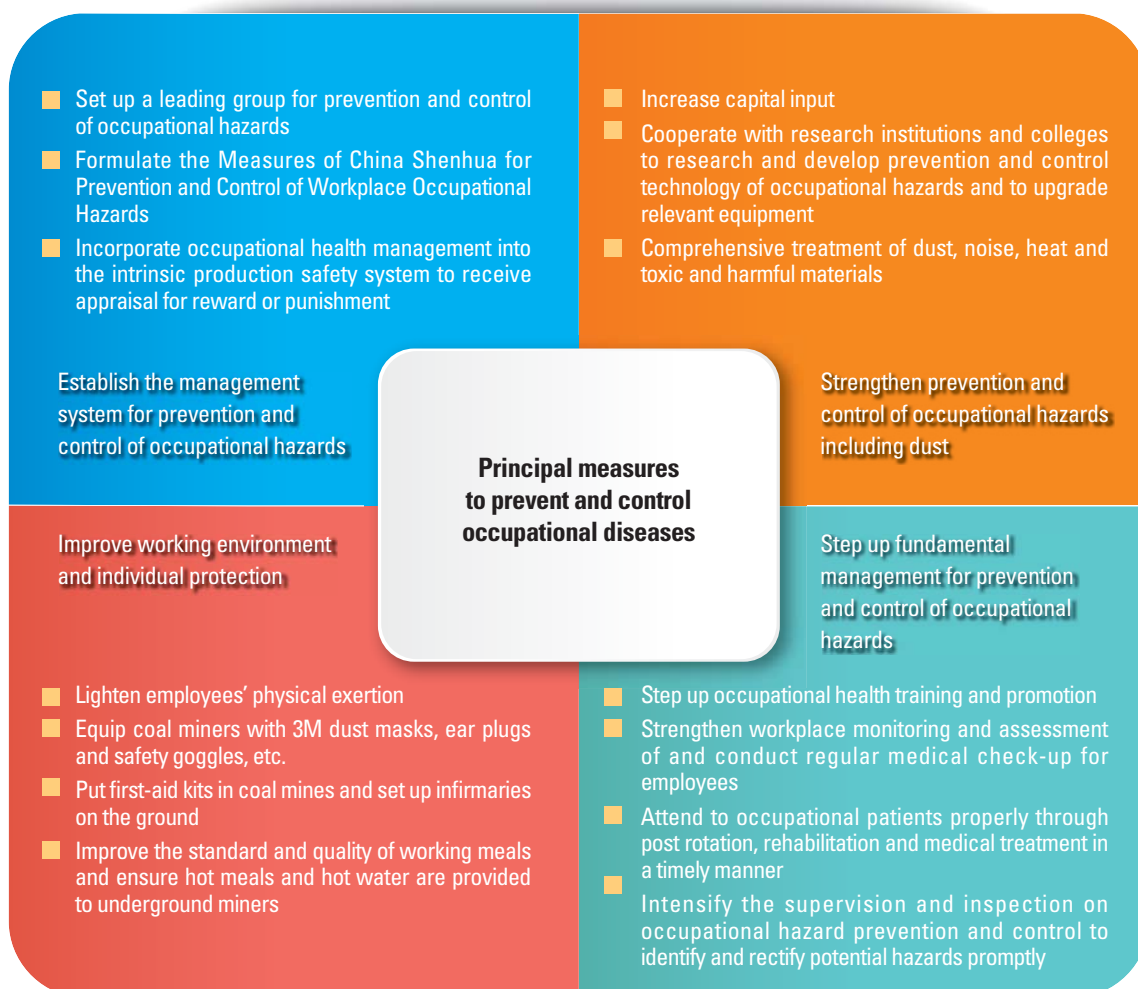 Set up a leading group for prevention and control
of occupational hazards
Formulate the Measures of China Shenhua for
Prevention and Control of Workplace Occupational
Hazards
Incorporate occupational health management into
the intrinsic production safety system to receive
appraisal for reward or punishment
Establish the management
system for prevention and
control of occupational hazards
Increase capital input
Cooperate with research institutions and colleges
to research and develop prevention and control
technology of occupational hazards and to upgrade
relevant equipment
Comprehensive treatment of dust, noise, heat and
toxic and harmful materials
Strengthen prevention and
control of occupational hazards
including dust
Principal measures
to prevent and control
occupational diseases
Improve working environment
and individual protection
Lighten employees’ physical exertion
Equip coal miners with 3M dust masks, ear plugs
and safety goggles, etc.
Put first-aid kits in coal mines and set up infirmaries
on the ground
Improve the standard and quality of working meals
and ensure hot meals and hot water are provided
to underground miners
Step up fundamental
management for prevention
and control of occupational
hazards
Step up occupational health training and promotion
Strengthen workplace monitoring and assessment
of and conduct regular medical check-up for
employees
Attend to occupational patients properly through
post rotation, rehabilitation and medical treatment in
a timely manner
Intensify the supervision and inspection on
occupational hazard prevention and control to
identify and rectify potential hazards promptly